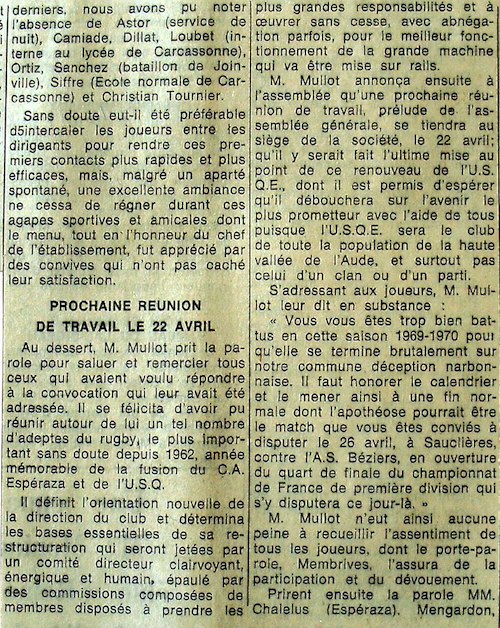 derniers, nous avons pu noter
l'absence de Astor (service de
nuit), Camiade, Dillat, Loubet (in-
terne au lycée de Carcassonne),
Ortiz, Sanchez (bataillon de Join-
ville), Siffre (Ecole normale de Car-
cassonne) et Christian Tournier.
Sans doute eut-il été préférable
d5intercaler les joueurs entre les
dirigeants pour rendre ces pre-
miers contacts plus rapides et plus
efficaces, mais, malgré un aparté
spontané, une excellente ambiance
ne cessa de régner durant ces
agapes sportives et amicales dont
le menu, tout en l'honneur du chef
de l'établissement, fut apprécié par
des convives qui n'ont pas caché
leur satisfaction.
PROCHAINE REUNION
DE TRAVAIL LE 22 AVRIL
Au dessert, M. Mullot prit la pa-
role pour saluer et remercier tous
ceux qui avaient voulu répondre
à la convocation qui leur avait été
adressée. Il se félicita d'avoir pu
réunir autour de lui un tel nombre
d'adeptes du rugby, le plus impor-
tant sans doute depuis 1962, année
mémorable de la fusion du C.A.
Espéraza et de l'U.S.Q.
Il définit l'orientation nouvelle de
la direction du club et détermina
les bases essentielles de sa re-
structuration qui seront jetées par
un comité directeur clairvoyant,
énergique et humain, épaulé par
des commissions composées de
membres disposés à prendre les
plus grandes responsabilités et à
œuvrer sans cesse, avec abnéga-
tion parfois, pour le meilleur fonc-
tionnement de la grande machine
qui va être mise sur rails.
M. Mullot annonça ensuite à
l'assemblée qu'une prochaine réu-
nion de travail, prélude de l'as-
semblée générale, se tiendra au
siège de la société, le 22 avril;
qu'il y serait fait l'ultime mise au
point de ce renouveau de l'U.S.
Q.E., dont il est permis d'espérer
qu'il débouchera sur l'avenir le
plus prometteur avec l'aide de tous
puisque l'U.S.Q.E. sera le club
de toute la population de la haute
vallée de l'Aude, et surtout pas
celui d'un clan ou d'un parti.
S'adressant aux joueurs, M. Mul-
lot leur dit en substance :
« Vous vous êtes trop bien bat-
tus en cette saison 1969-1970 pour
qu'elle se termine brutalement sur
notre commune déception narbon-
naise. Il faut honorer le calendrier
et le mener ainsi à une fin nor-
male dont l'apothéose pourrait être
le match que vous êtes conviés à
disputer le 26 avril, à Sauclières,
contre l'A.S. Béziers, en ouverture
du quart de finale du championnat
de France de première division qui
s'y disputera ce jour-là. »
M. Mullot n'eut ainsi aucune
peine à recueillir l'assentiment de
tous les joueurs, dont le porte-pa-
role, Membrives, l'assura de la
participation et du dévouement.
Prirent ensuite la parole MM.
Chalelus (Espéraza), Mengardon,